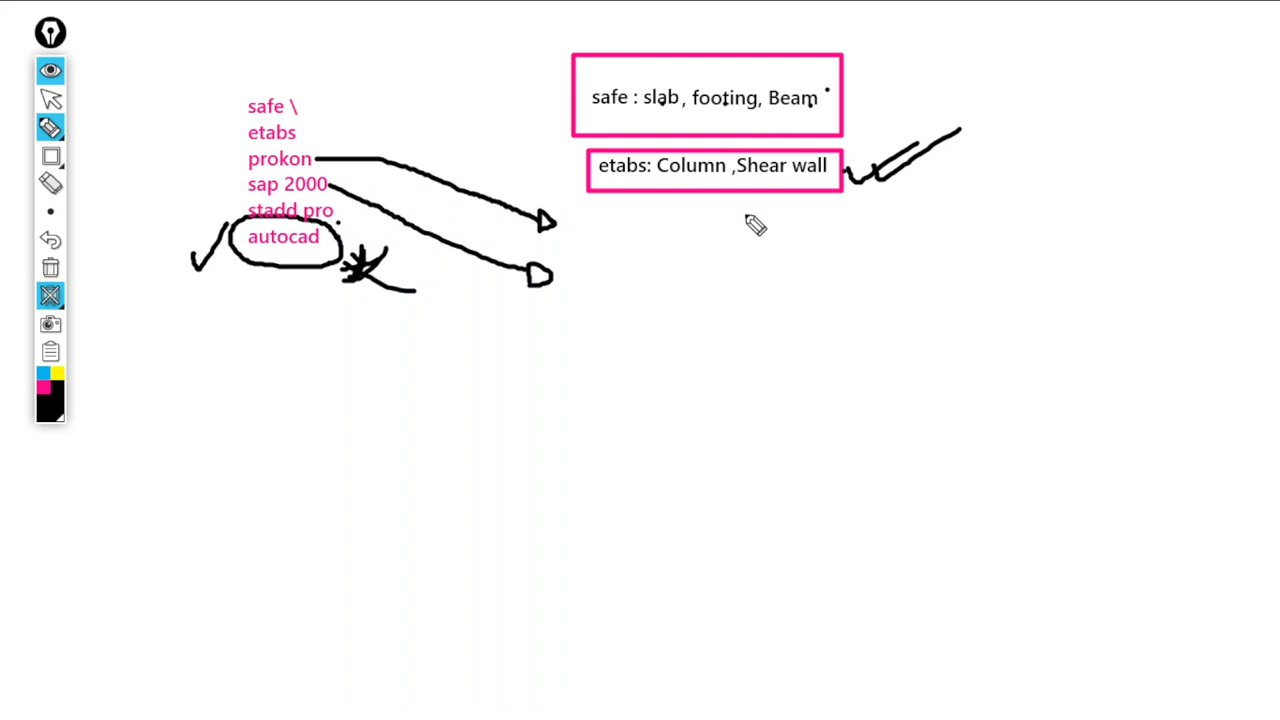 safe \
etabs
prokon
sap 2000
stadd pro
autocad
safe : slab , footing, Beam
etabs: Column ,Shear wall